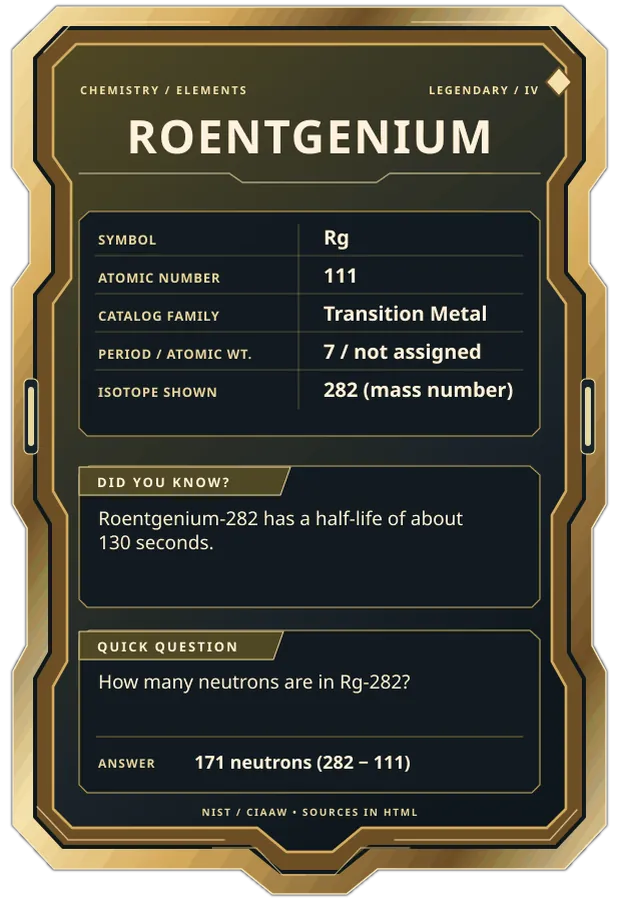 CHEMISTRY / ELEMENTS
LEGENDARY / IV
ROENTGENIUM
SYMBOL Rg
ATOMIC NUMBER 111
CATALOG FAMILY Transition Metal
PERIOD / ATOMIC WT. 7 / not assigned
ISOTOPE SHOWN 282 (mass number)
DID YOU KNOW?
Roentgenium-282 has a half-life of about
130 seconds.
QUICK QUESTION
How many neutrons are in Rg-282?
ANSWER 171 neutrons (282 − 111)
NIST / CIAAW • SOURCES IN HTML